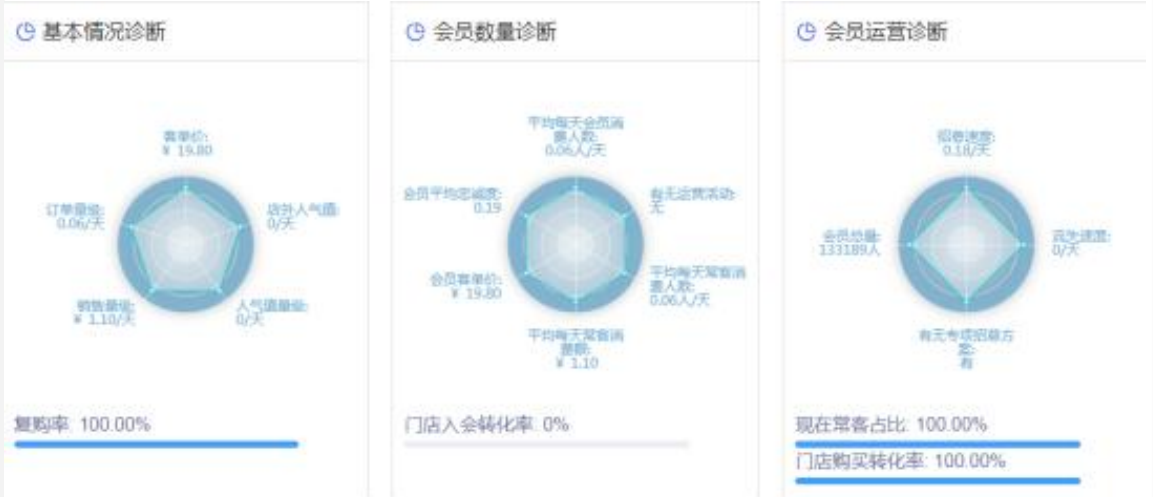 基本情况诊断
客单价:
¥ 19.80
订单量级:
0.06/天
店外人气值:
0/天
销售量级:
¥ 1.10/天
人气值量级:
0/天
复购率: 100.00%
会员数量诊断
平均每天会员消
费人数:
0.06人/天
会员平均忠诚度:
0.19
有无运营活动:
无
会员客单价:
¥ 19.80
平均每天常客消
费人数:
0.06人/天
平均每天常客消
费额:
¥ 1.10
门店入会转化率: 0%
会员运营诊断
招募速度:
0.18/天
会员总量:
133189人
流失速度:
0/天
有无专项招募方
案:
有
现在常客占比: 100.00%
门店购买转化率: 100.00%